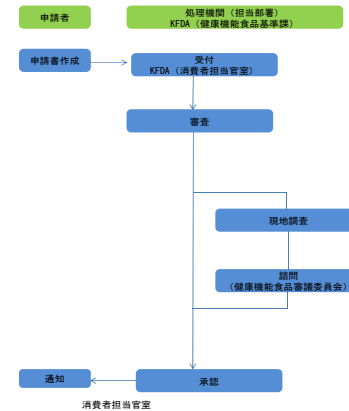 申請者
処理機関（担当部署）
KFDA（健康機能食品基準課）
申請書作成
受付
KFDA（消費者担当官室）
審査
現地調査
諮問
（健康機能食品審議委員会）
通知
承認
消費者担当官室